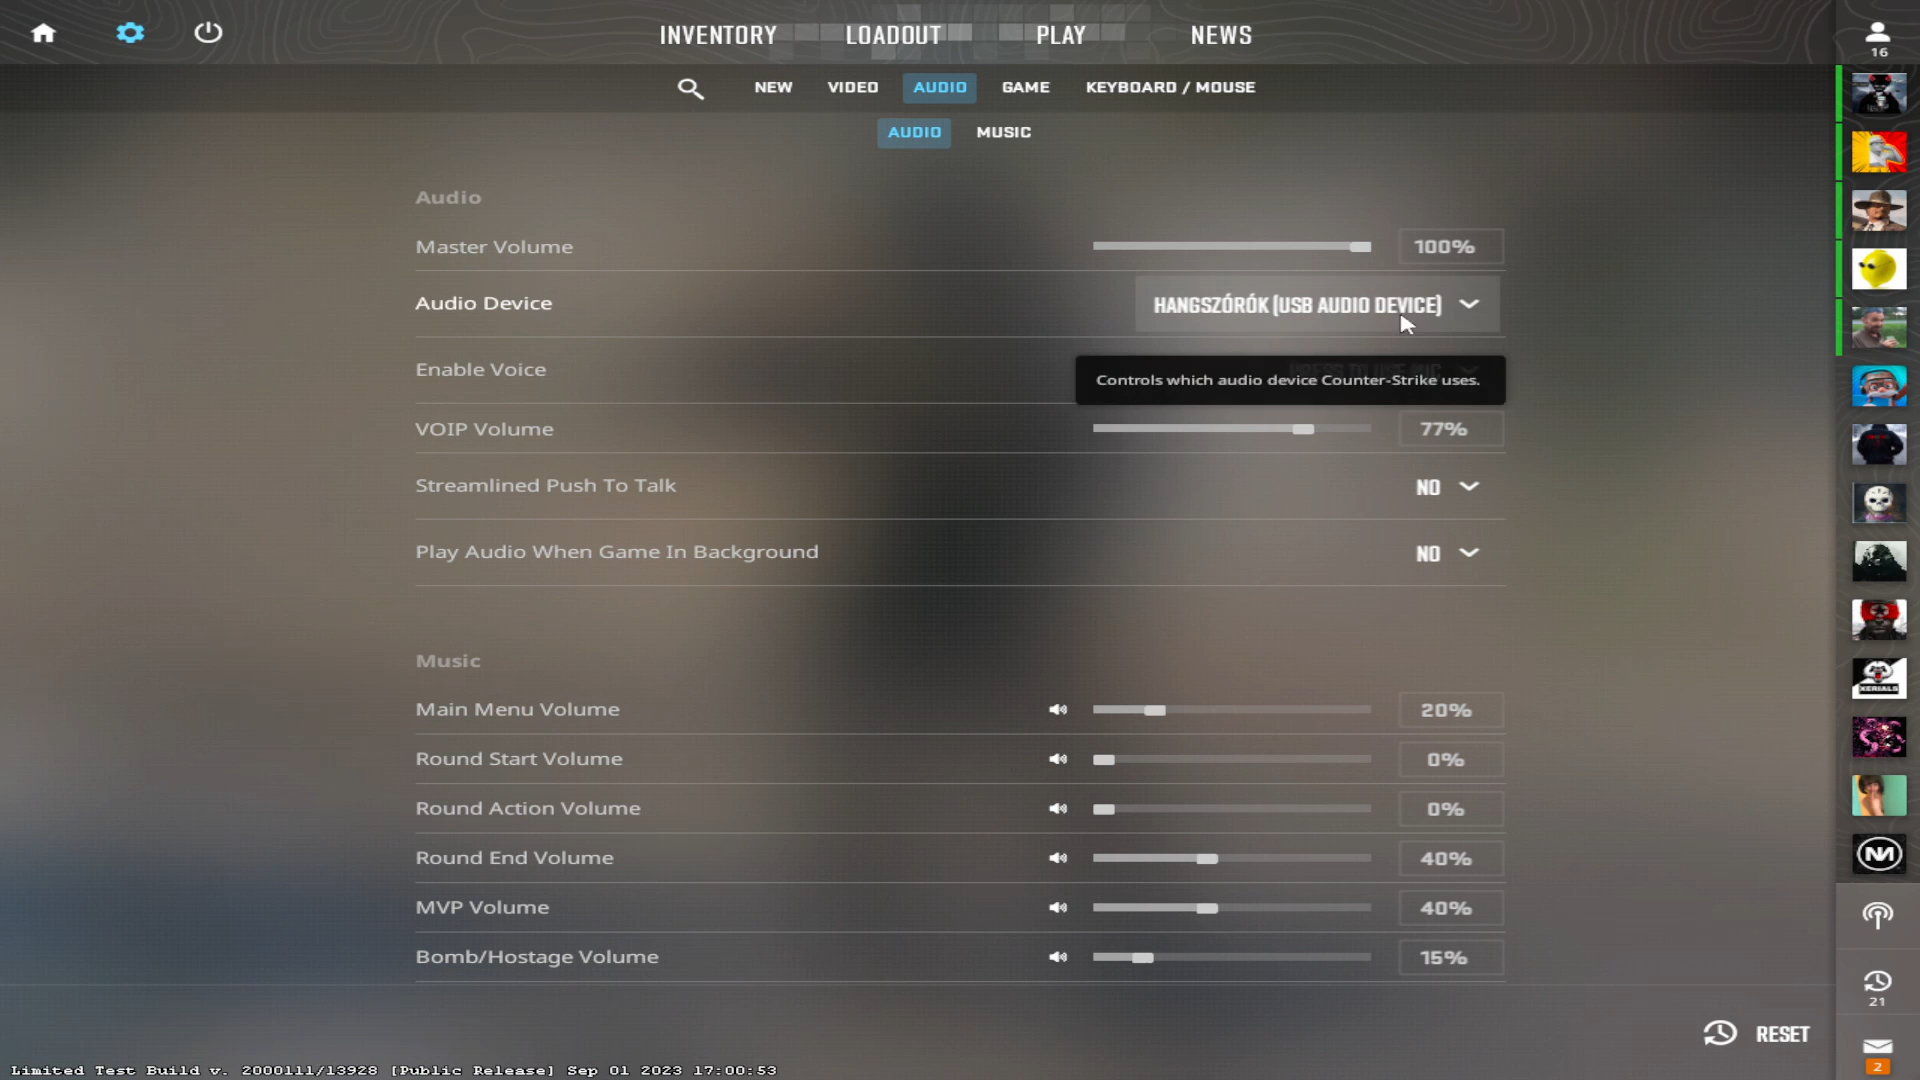 INVENTORY LOADOUT PLAY NEWS
16
NEW VIDEO AUDIO GAME KEYBOARD / MOUSE
AUDIO MUSIC
Audio
Master Volume 100%
Audio Device HANGSZÓRÓK (USB AUDIO DEVICE)
Enable Voice
Controls which audio device Counter-Strike uses.
VOIP Volume 77%
Streamlined Push To Talk NO
Play Audio When Game In Background NO
Music
Main Menu Volume 20%
XERIALS
Round Start Volume 0%
Round Action Volume 0%
Round End Volume 40%
MVP Volume 40%
Bomb/Hostage Volume 15%
21
RESET
2
Limited Test Build v. 2000111/13928 [Public Release] Sep 01 2023 17:00:53